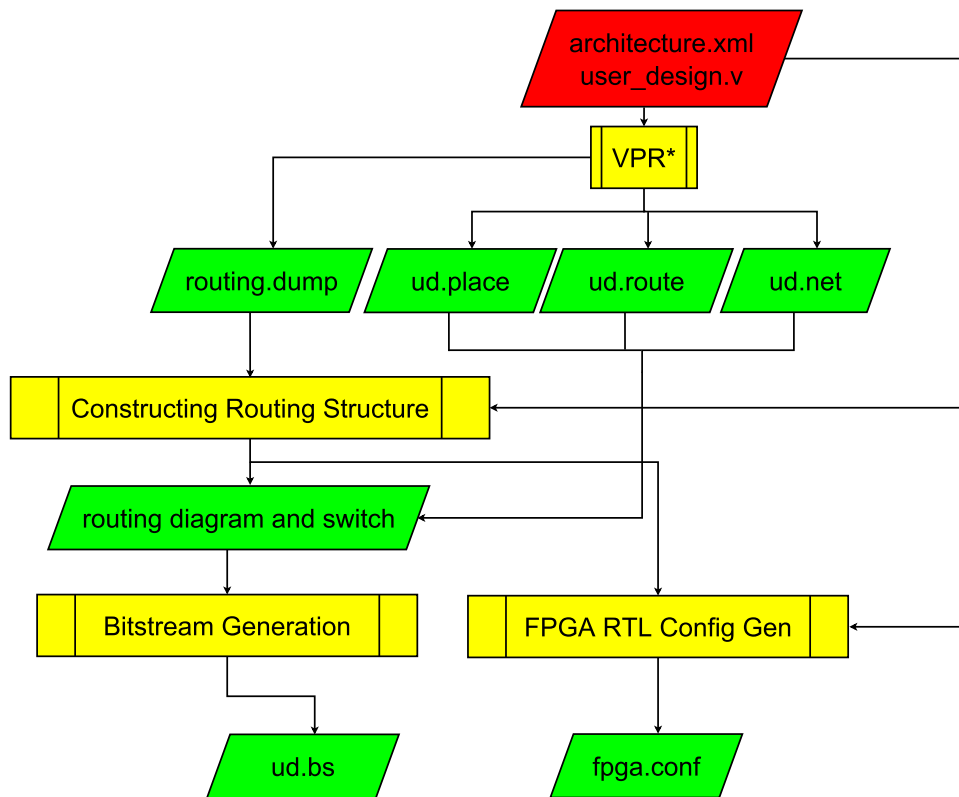 architecture.xml
user_design.v
VPR*
routing.dump
ud.place
ud.route
ud.net
Constructing Routing Structure
routing diagram and switch
Bitstream Generation
FPGA RTL Config Gen
ud.bs
fpga.conf